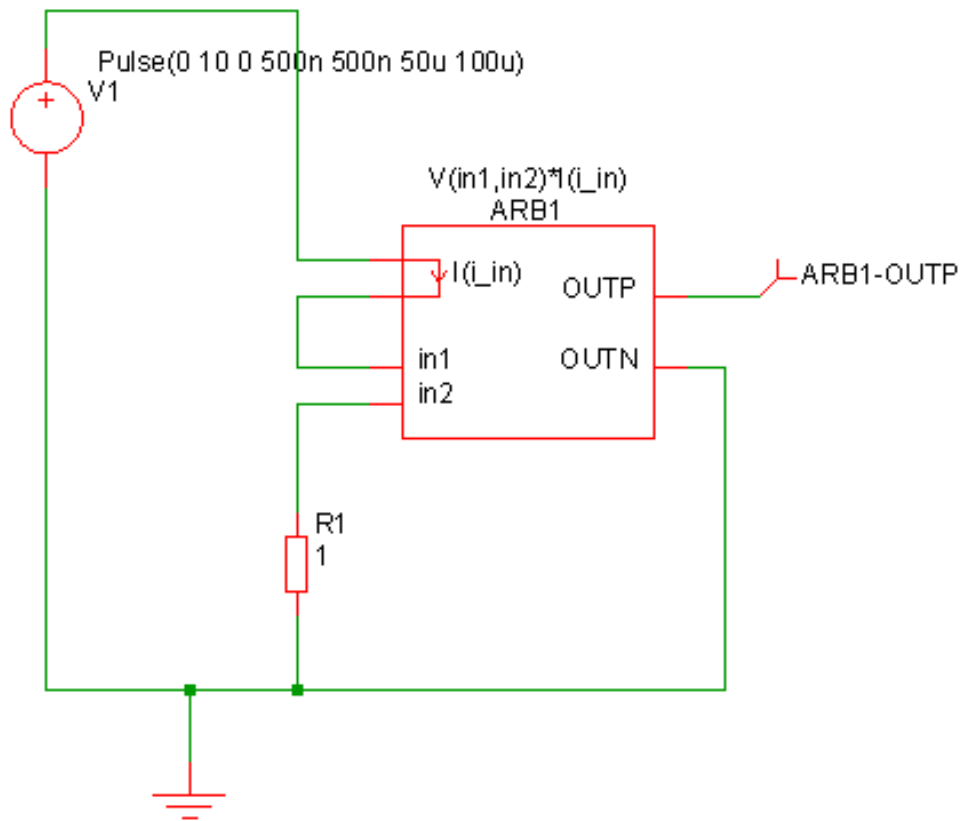 Pulse(0 10 0 500n 500n 50u 100u)
V1
V(in1,in2)*I(i_in)
ARB1
I(i_in)
OUTP
ARB1-OUTP
in1
OUTN
in2
R1
1